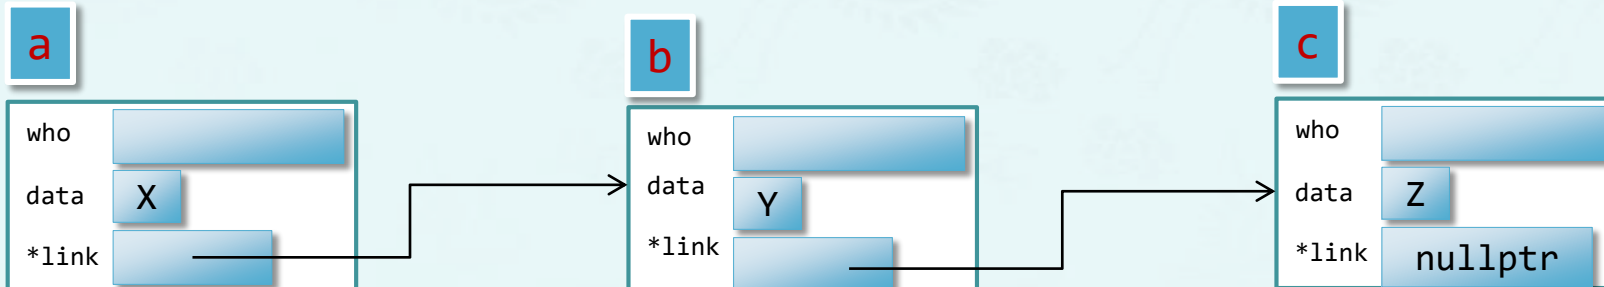 a
who
data X
*link
b
who
data Y
*link
c
who
data Z
*link nullptr